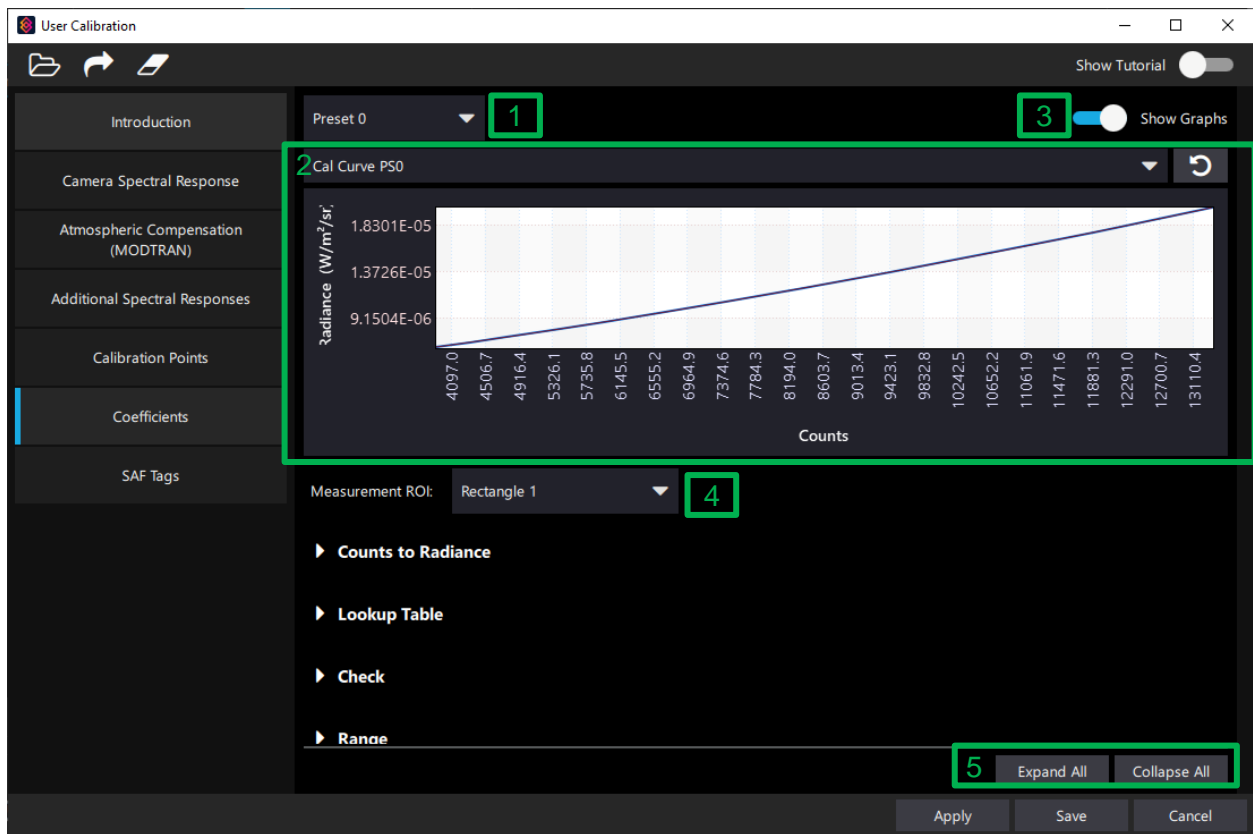 User Calibration
Show Tutorial
Introduction
Camera Spectral Response
Atmospheric Compensation
(MODTRAN)
Additional Spectral Responses
Calibration Points
Coefficients
SAF Tags
Preset 0
1
3
Show Graphs
2
Cal Curve PS0
Radiance (W/m²/sr)
1.8301E-05
1.3726E-05
9.1504E-06
4097.0
4506.7
4916.4
5326.1
5735.8
6145.5
6555.2
6964.9
7374.6
7784.3
8194.0
8603.7
9013.4
9423.1
9832.8
10242.5
10652.2
11061.9
11471.6
11881.3
12291.0
12700.7
13110.4
Counts
Measurement ROI:
Rectangle 1
4
Counts to Radiance
Lookup Table
Check
Range
5
Expand All
Collapse All
Apply
Save
Cancel